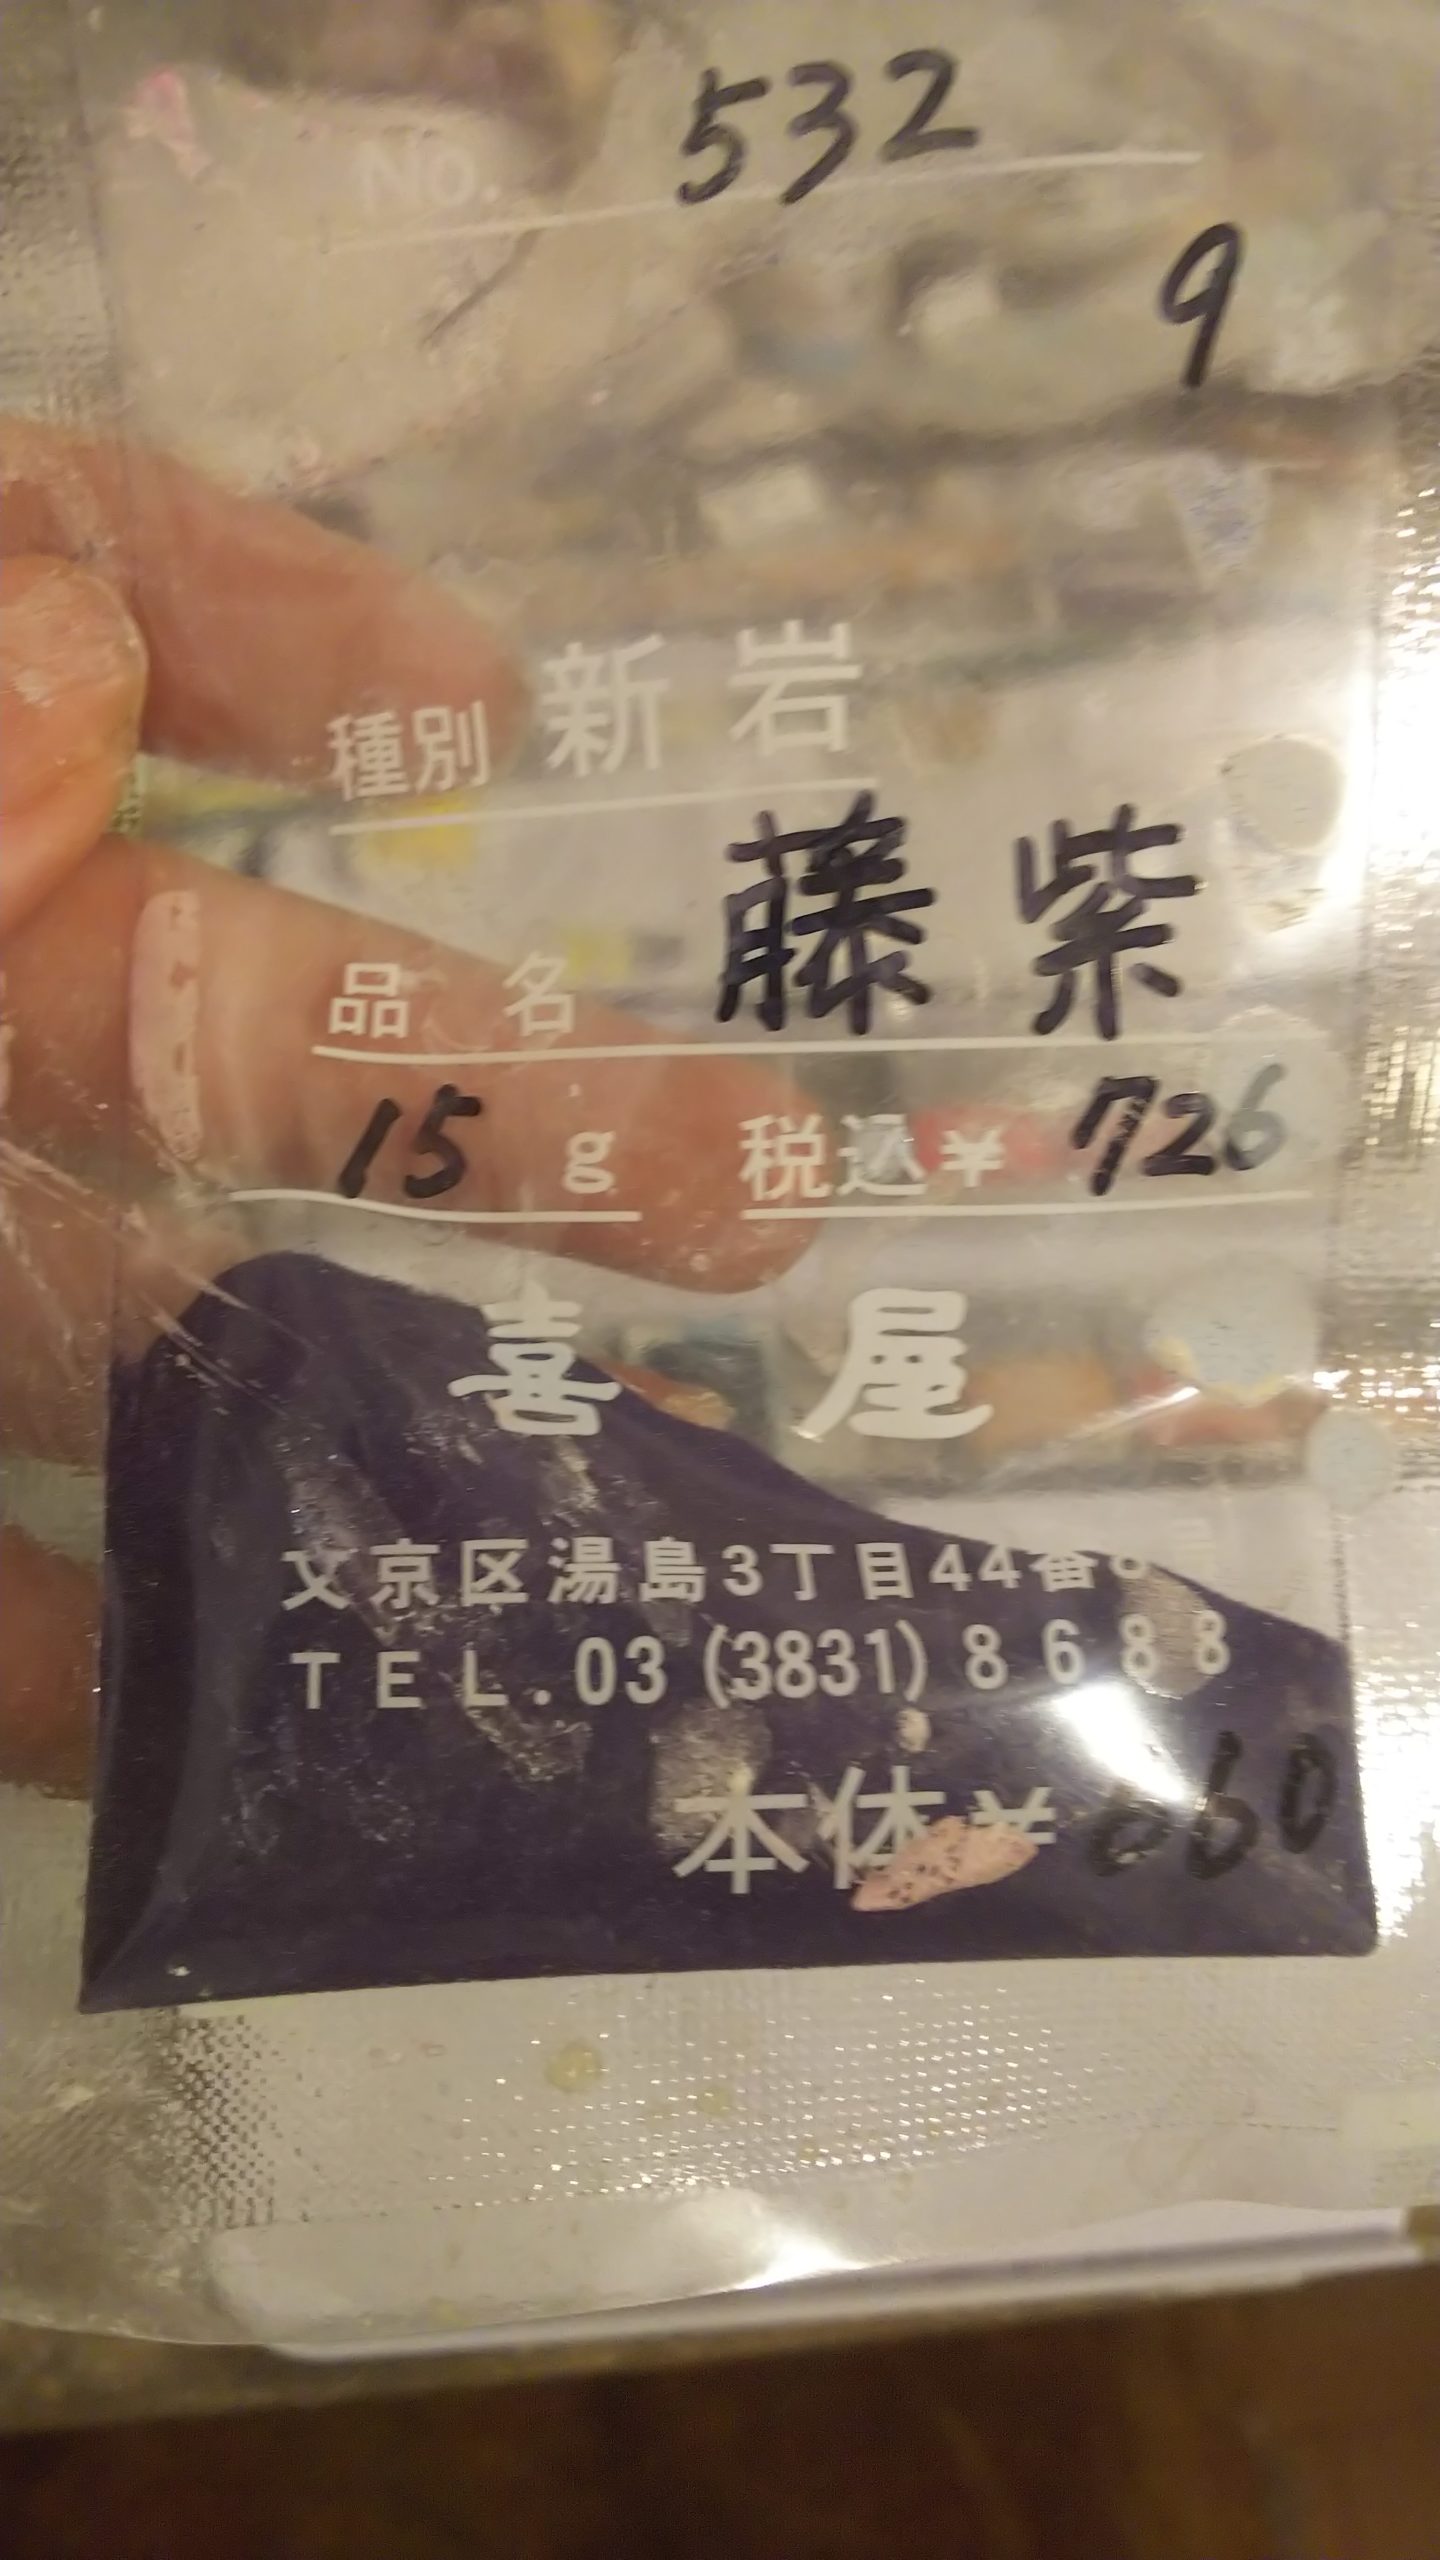 No. 532
9
種別 新岩
品名 藤紫
15 g 税込¥ 726
喜屋
文京区湯島3丁目44番8
TEL.03(3831)8688
本体¥ 660